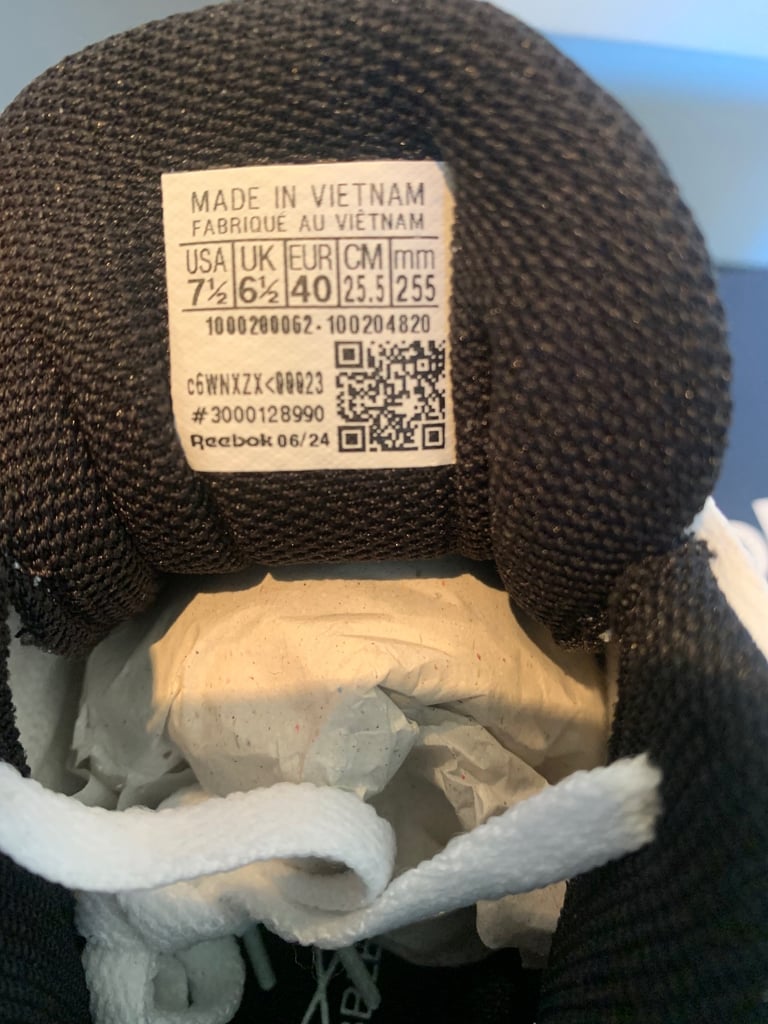 MADE IN VIETNAM
FABRIQUÉ AU VIÊTNAM
USA UK EUR CM mm
7½ 6½ 40 25.5 255
1000200062 - 100204820
c6WNXZX<00023
#3000128990
Reebok 06/24